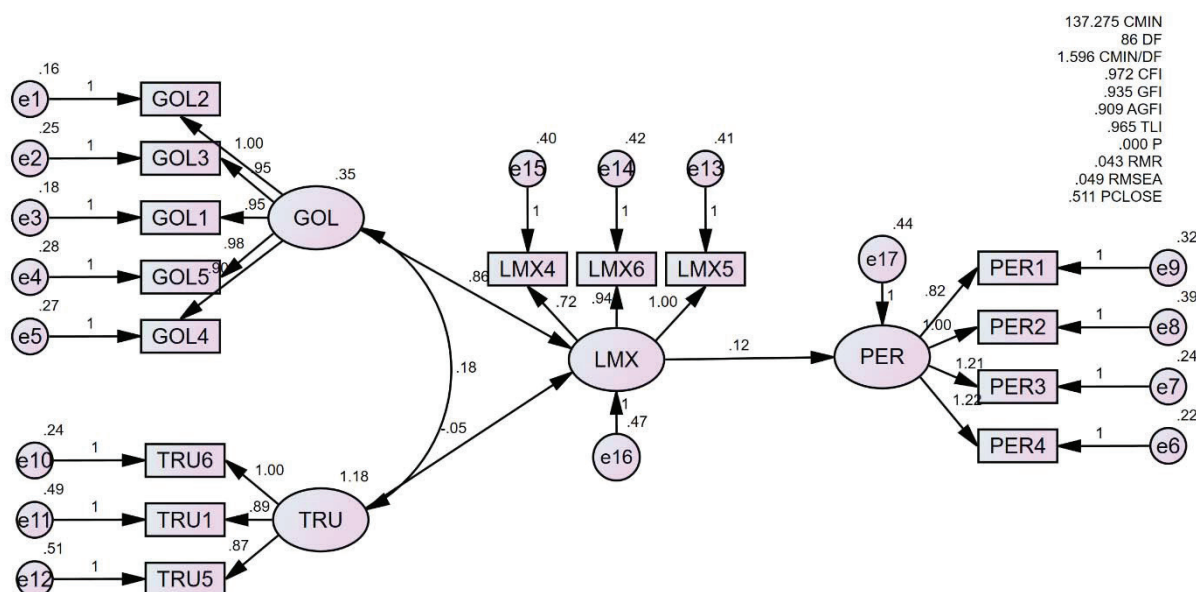 137.275 CMIN
86 DF
1.596 CMIN/DF
.972 CFI
.935 GFI
.909 AGFI
.965 TLI
.000 P
.043 RMR
.049 RMSEA
.511 PCLOSE
.16
e1
1
GOL2
.25
e2
1
GOL3
.18
e3
1
GOL1
.28
e4
1
GOL5
.27
e5
1
GOL4
1.00
.95
.95
.98
.90
.35
GOL
.24
e10
1
TRU6
.49
e11
1
TRU1
.51
e12
1
TRU5
1.00
.89
.87
1.18
TRU
.18
.86
-.05
.40
e15
1
LMX4
.42
e14
1
LMX6
.41
e13
1
LMX5
.72
.94
1.00
LMX
1
.47
e16
.12
.44
e17
1
PER
.82
1.00
1.21
1.22
PER1
1
.32
e9
PER2
1
.39
e8
PER3
1
.24
e7
PER4
1
.22
e6